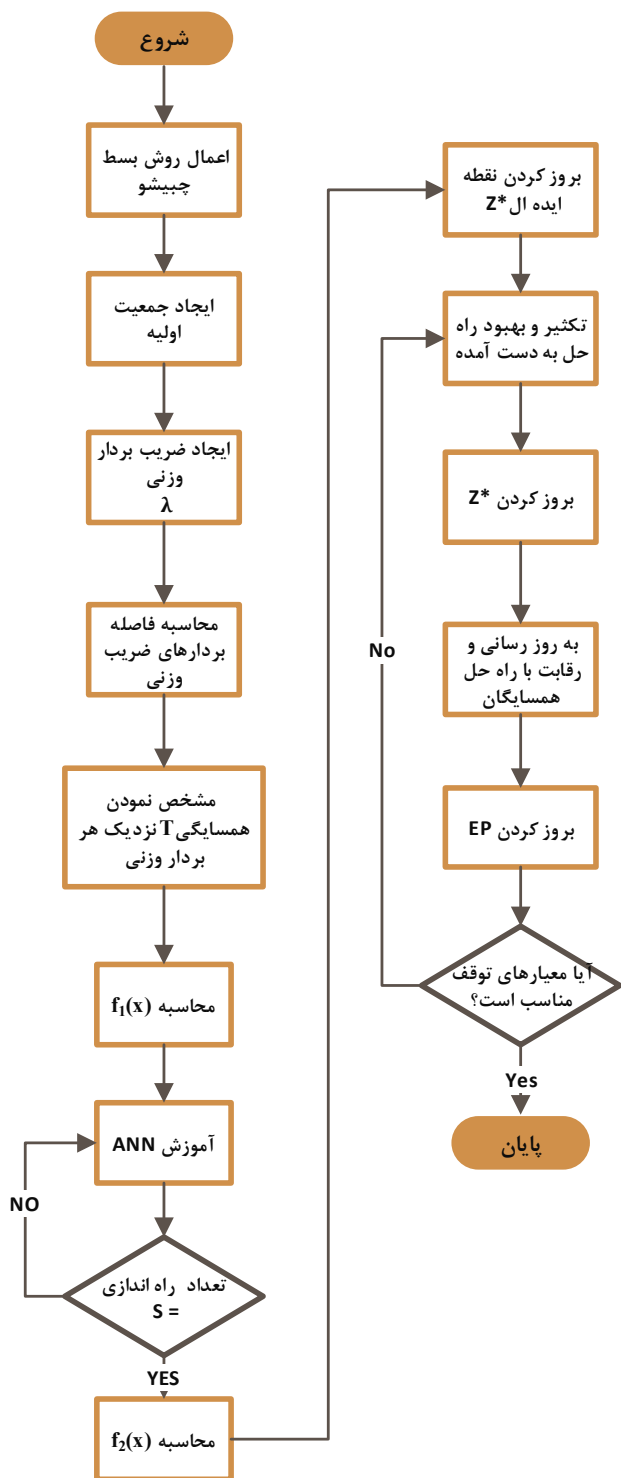 شروع
اعمال روش بسط
چبیشو
ایجاد جمعیت
اولیه
ایجاد ضریب بردار
وزنی
λ
محاسبه فاصله
بردارهای ضریب
وزنی
مشخص نمودن
همسایگی T نزدیک هر
بردار وزنی
محاسبه f₁(x)
آموزش ANN
NO
تعداد راه اندازی
S =
YES
محاسبه f₂(x)
بروز کردن نقطه
ایده ال Z*
تکثیر و بهبود راه
حل به دست آمده
بروز کردن Z*
به روز رسانی و
رقابت با راه حل
همسایگان
بروز کردن EP
No
آیا معیارهای توقف
مناسب است؟
Yes
پایان